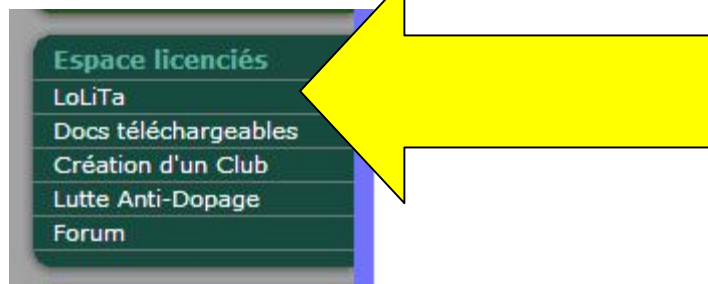 Espace licenciés
LoLiTa
Docs téléchargeables
Création d'un Club
Lutte Anti-Dopage
Forum